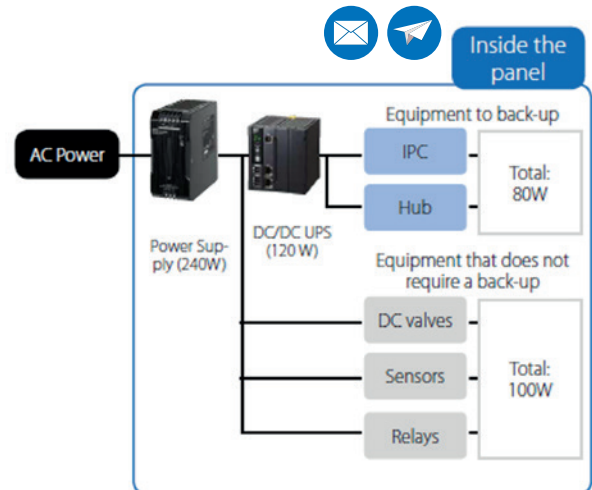 Inside the
panel
Equipment to back-up
AC Power
IPC
Hub
Total:
80W
Power Sup-
ply (240W)
DC/DC UPS
(120 W)
Equipment that does not
require a back-up
DC valves
Sensors
Relays
Total:
100W